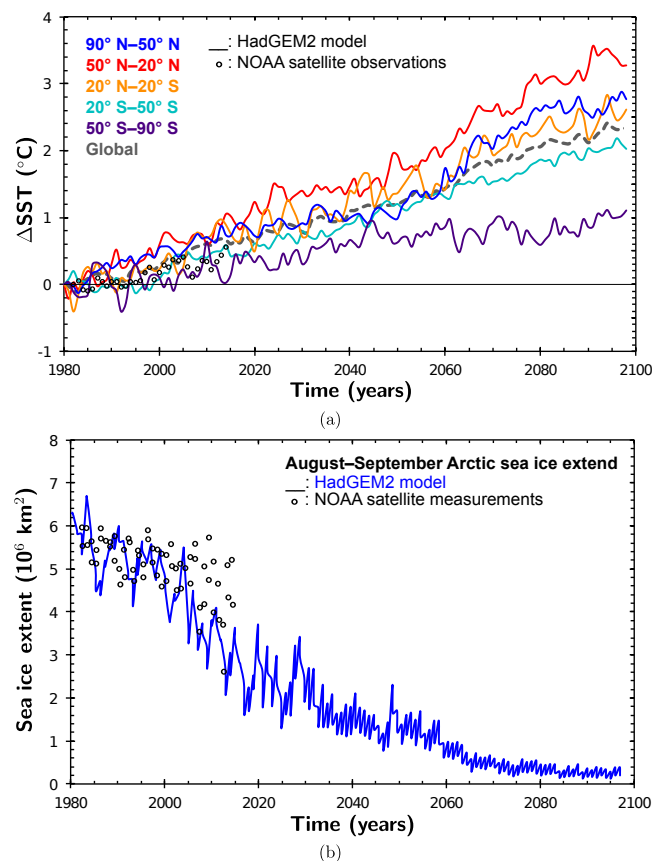 90° N–50° N
50° N–20° N
20° N–20° S
20° S–50° S
50° S–90° S
Global
__: HadGEM2 model
o : NOAA satellite observations
4
3
2
1
0
-1
ΔSST (°C)
1980 2000 2020 2040 2060 2080 2100
Time (years)
(a)
August–September Arctic sea ice extend
__: HadGEM2 model
o : NOAA satellite measurements
8
7
6
5
4
3
2
1
0
Sea ice extent (10⁶ km²)
1980 2000 2020 2040 2060 2080 2100
Time (years)
(b)